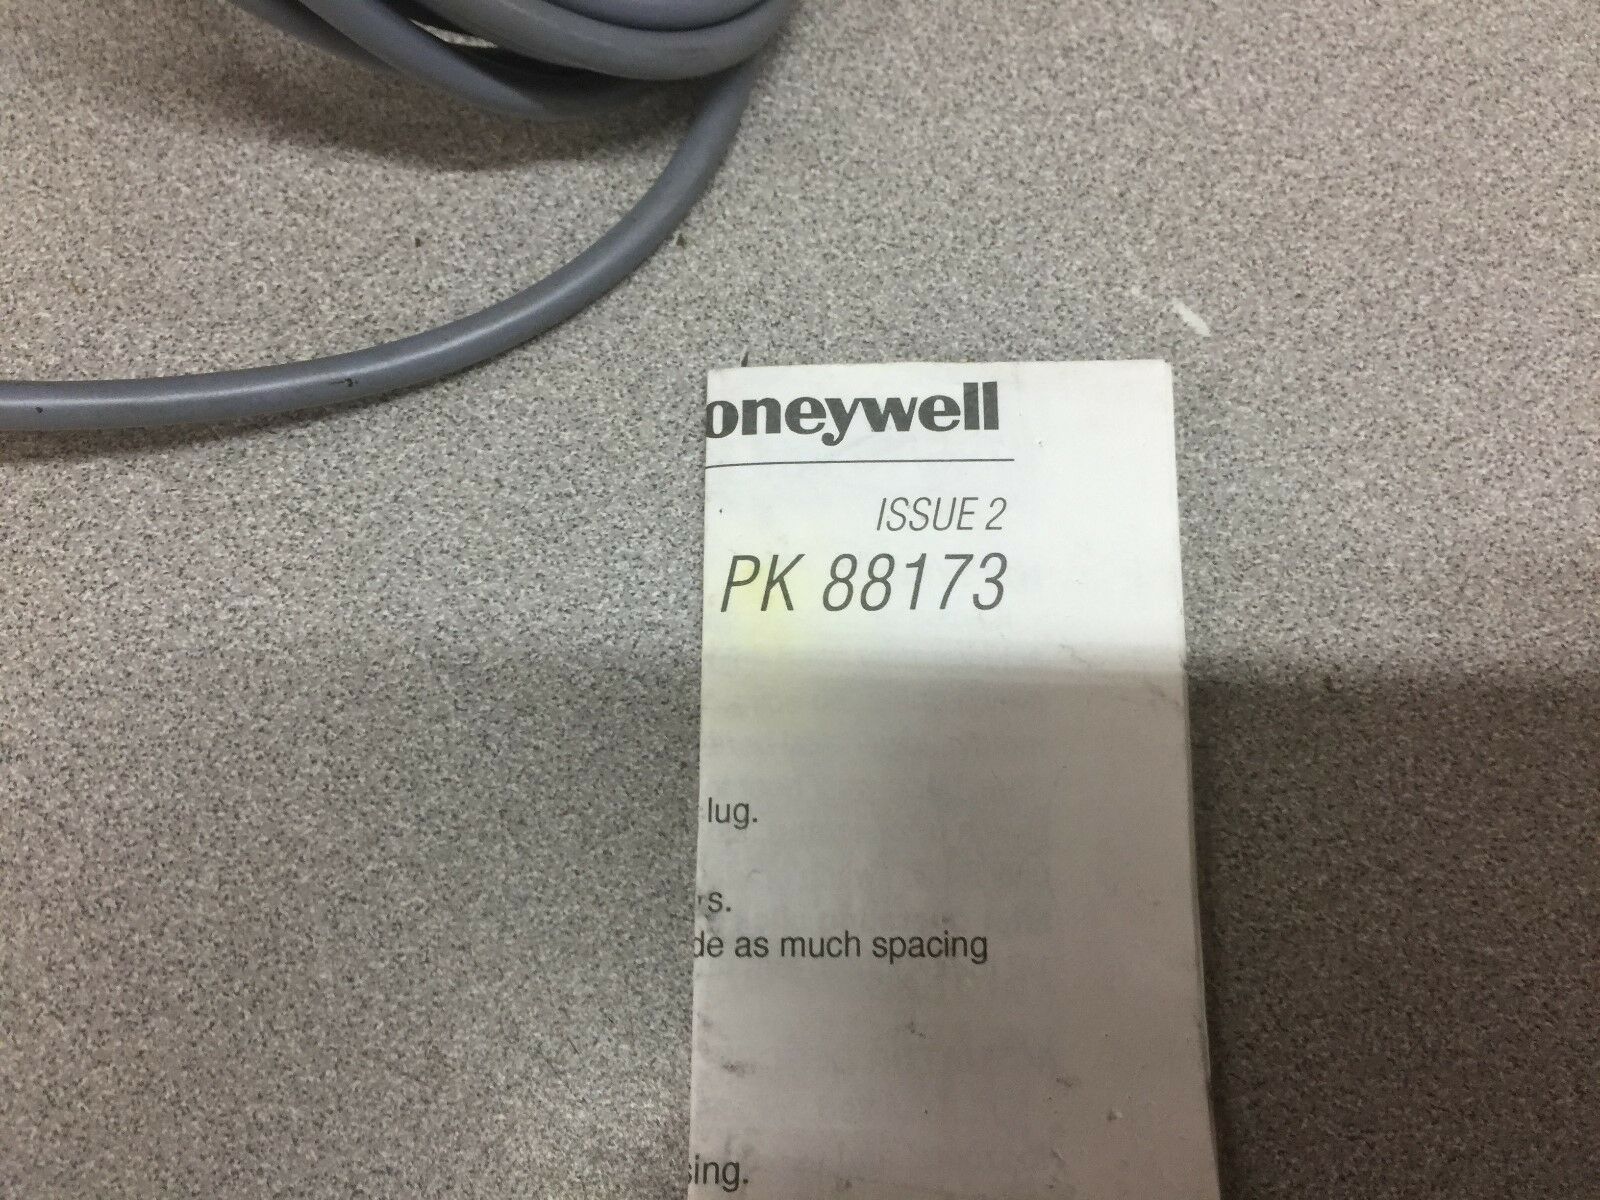 oneywell
ISSUE 2
PK 88173
lug.
s.
de as much spacing
sing.